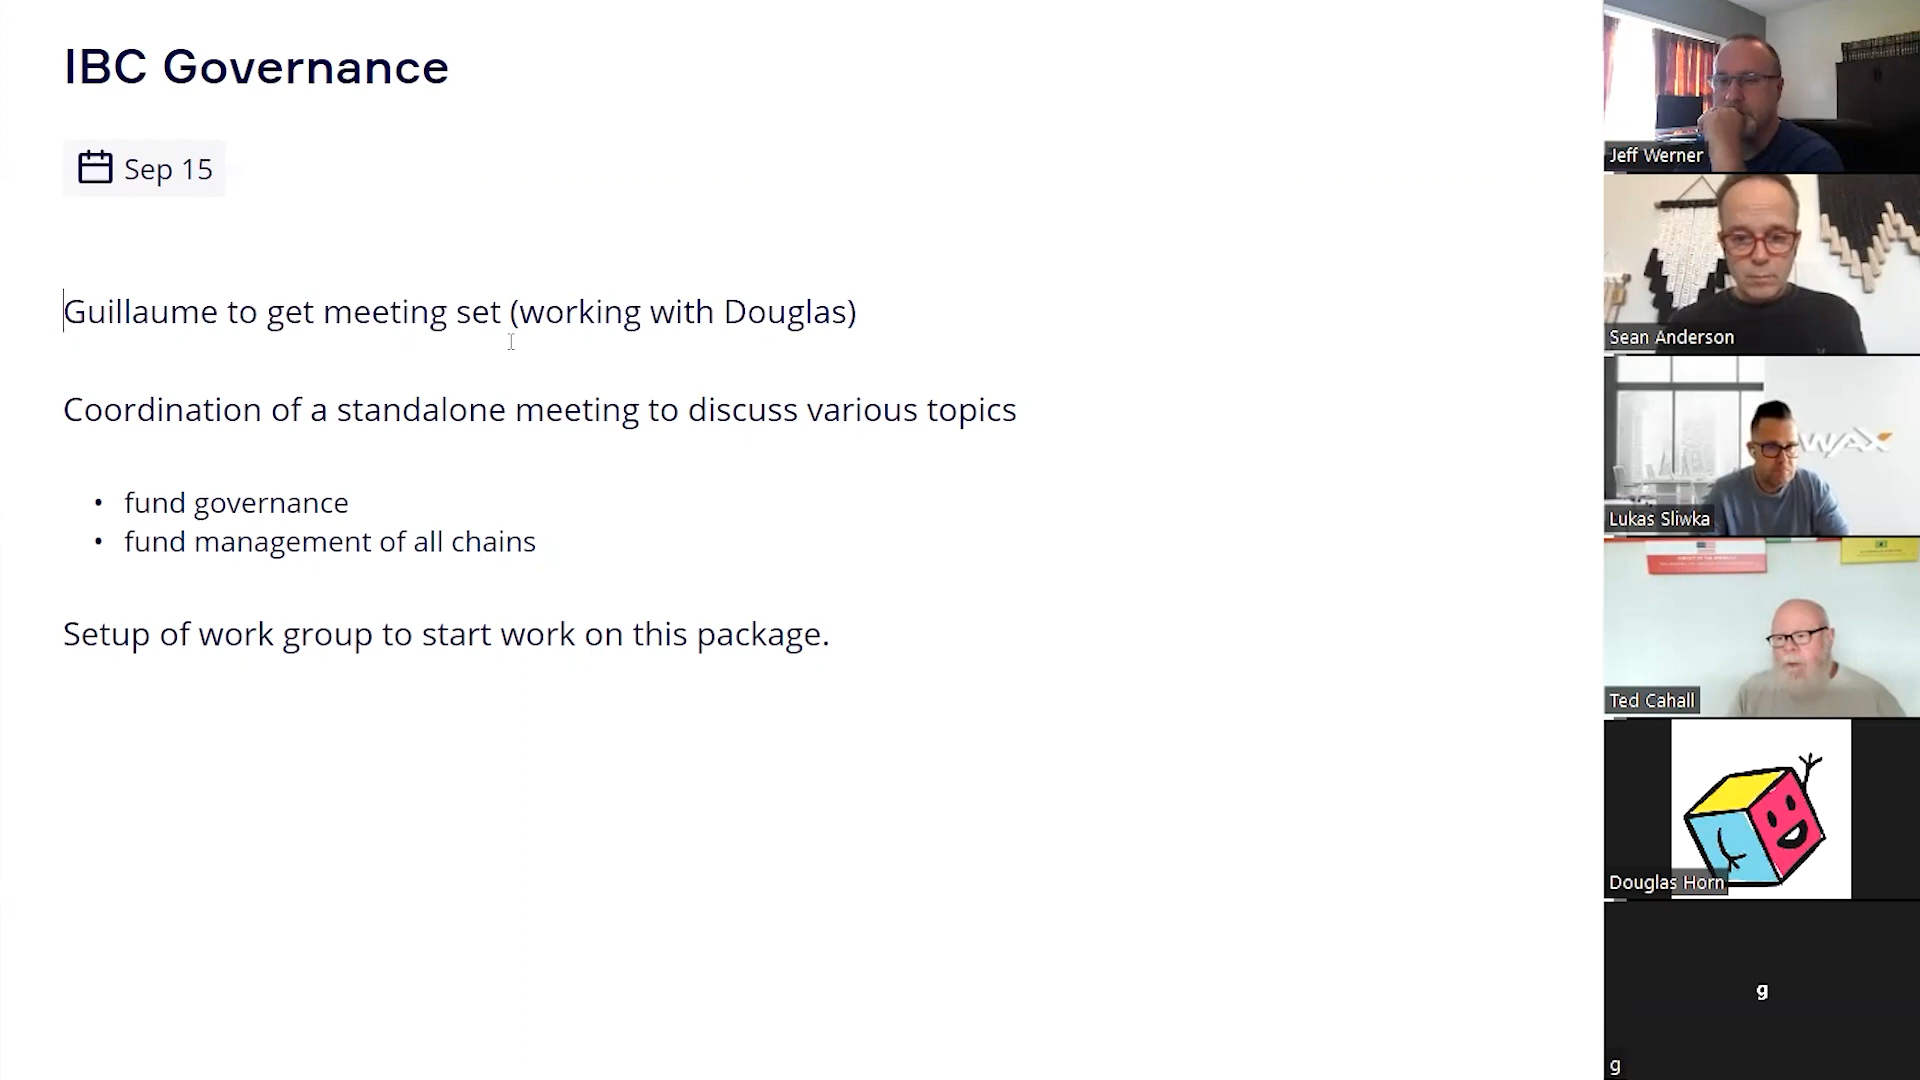 IBC Governance
Sep 15
Guillaume to get meeting set (working with Douglas)
Coordination of a standalone meeting to discuss various topics
• fund governance
• fund management of all chains
Setup of work group to start work on this package.
Jeff Werner
Sean Anderson
WAX
Lukas Sliwka
Ted Cahall
Douglas Horn
g
g